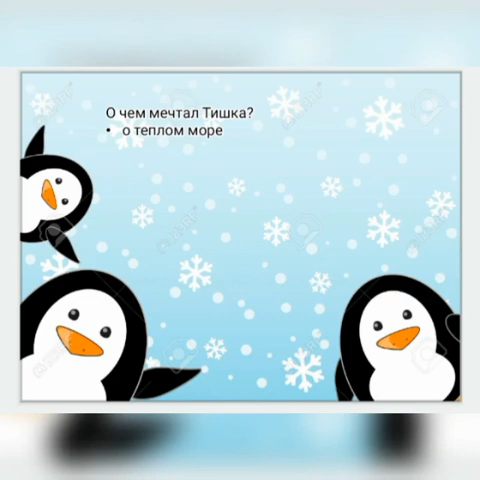 О чем мечтал Тишка?
• о теплом море